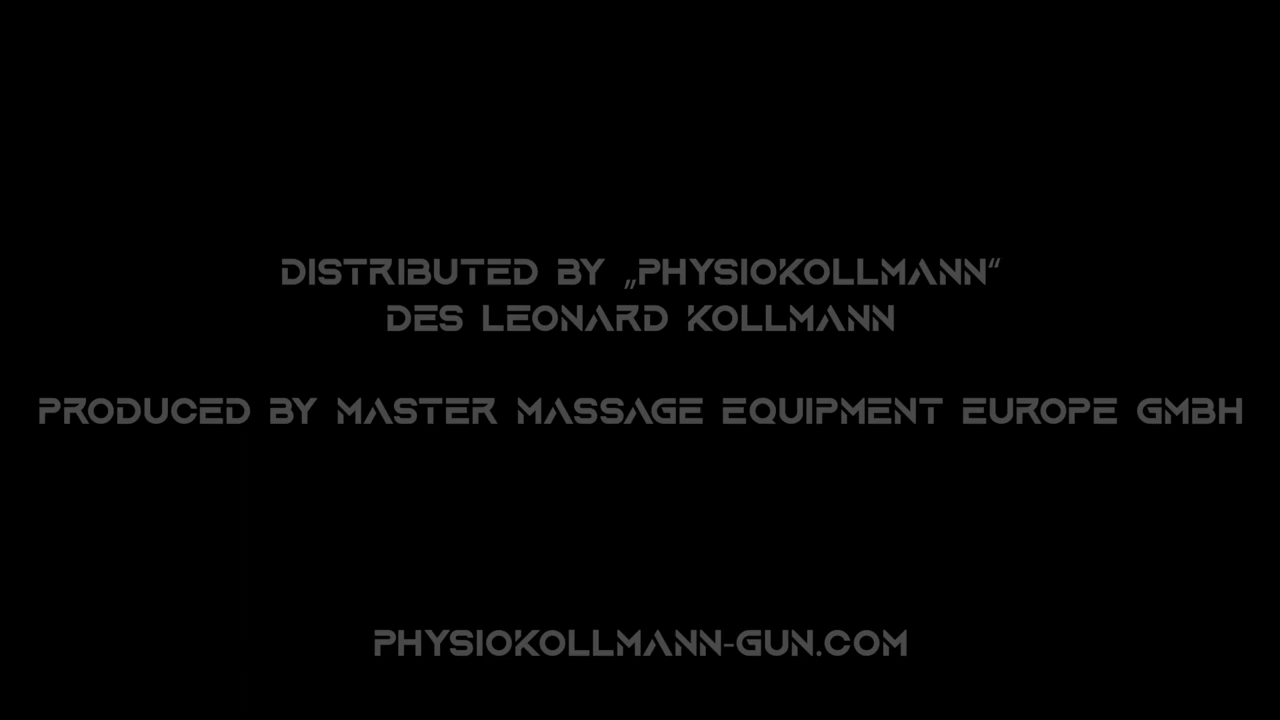 DISTRIBUTED BY „PHYSIOKOLLMANN“
DES LEONARD KOLLMANN
PRODUCED BY MASTER MASSAGE EQUIPMENT EUROPE GMBH
PHYSIOKOLLMANN-GUN.COM